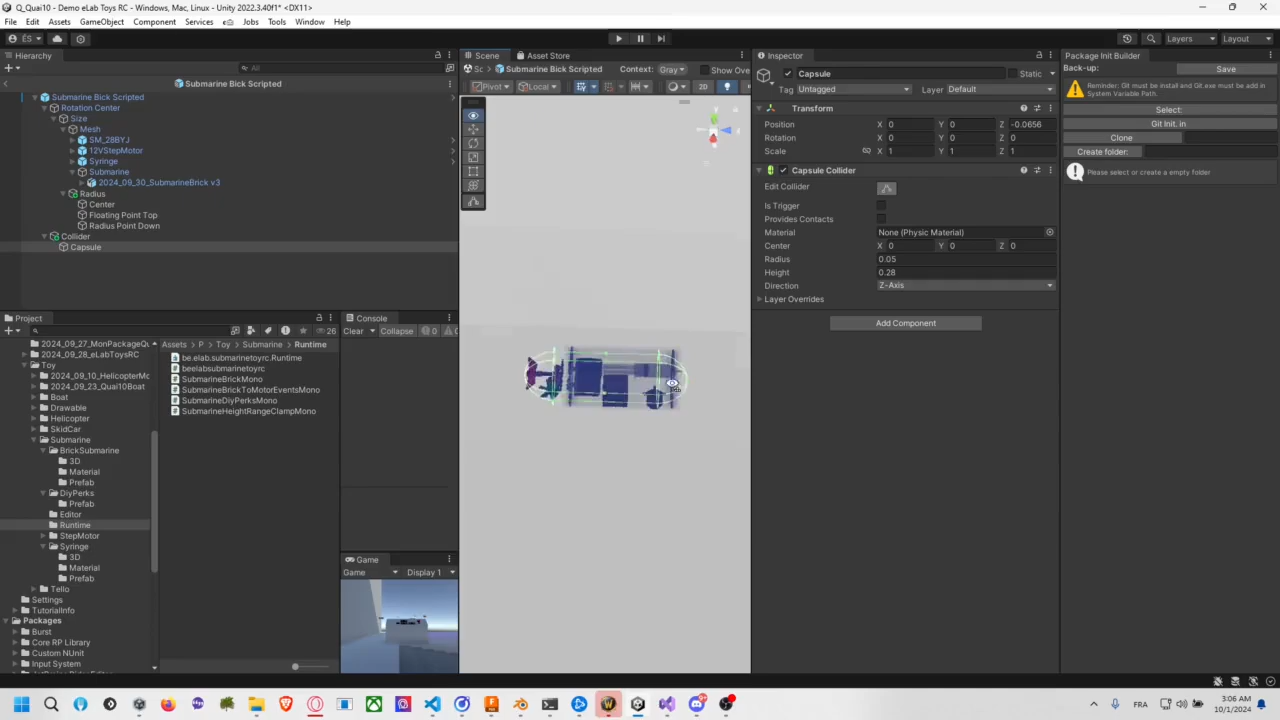 Q_Quai10 - Demo eLab Toys RC - Windows, Mac, Linux - Unity 2022.3.40f1* <DX11>
File Edit Assets GameObject Component Services Jobs Tools Window Help
ÉS Layers Layout
Hierarchy
All
Submarine Bick Scripted
Submarine Bick Scripted
Rotation Center
Size
Mesh
SM_28BYJ
12VStepMotor
Syringe
Submarine
2024_09_30_SubmarineBrick v3
Radius
Center
Floating Point Top
Radius Point Down
Collider
Capsule
Project
26
2024_09_27_MonPackageQu
2024_09_28_eLabToysRC
Toy
2024_09_10_HelicopterMo
2024_09_23_Quai10Boat
Boat
Drawable
Helicopter
SkidCar
Submarine
BrickSubmarine
3D
Material
Prefab
DiyPerks
Prefab
Editor
Runtime
StepMotor
Syringe
3D
Material
Prefab
Tello
Settings
TutorialInfo
Packages
Burst
Core RP Library
Custom NUnit
Input System
Assets > P > Toy > Submarine > Runtime
be.elab.submarinetoyrc.Runtime
beelabsubmarinetoyrc
SubmarineBrickMono
SubmarineBrickToMotorEventsMono
SubmarineDiyPerksMono
SubmarineHeightRangeClampMono
Console
Clear Collapse 0
Game
Game Display 1
Scene Asset Store
Sc > Submarine Bick Scripted Context: Gray Show Ove
Pivot Local 2D
Inspector
Capsule Static
Tag Untagged Layer Default
Transform
Position X 0 Y 0 Z -0.0656
Rotation X 0 Y 0 Z 0
Scale X 1 Y 1 Z 1
Capsule Collider
Edit Collider
Is Trigger
Provides Contacts
Material None (Physic Material)
Center X 0 Y 0 Z 0
Radius 0.05
Height 0.28
Direction Z-Axis
Layer Overrides
Add Component
Package Init Builder
Back-up: Save
Reminder: Git must be install and Git.exe must be add in
System Variable Path.
Select:
Git Init. in
Clone
Create folder:
Please select or create a empty folder
FRA
3:06 AM
10/1/2024